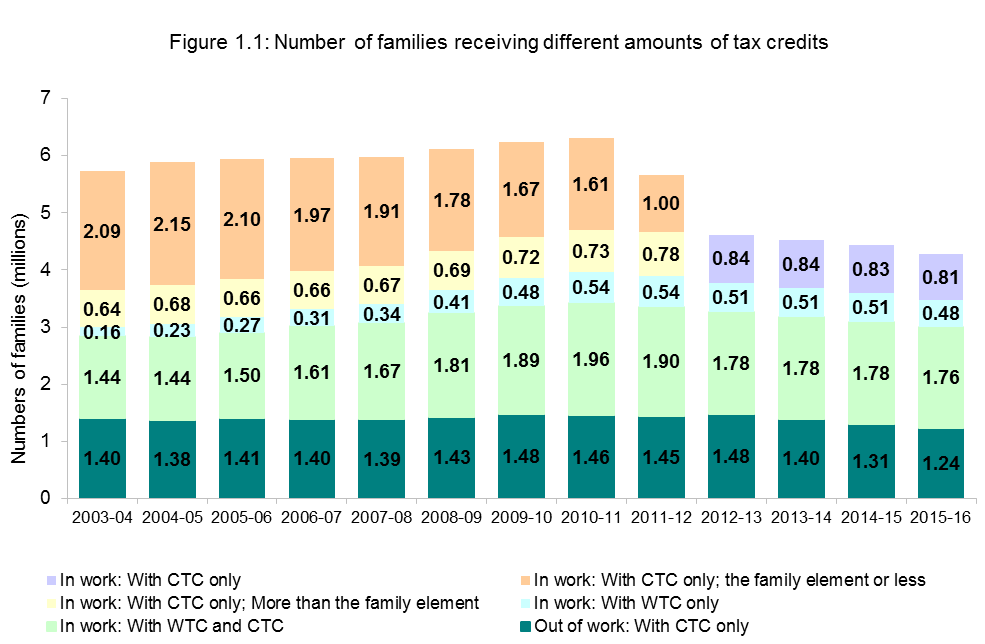 Figure 1.1: Number of families receiving different amounts of tax credits
Numbers of families (millions)
7
6
5
4
3
2
1
0
2.09 2.15 2.10 1.97 1.91 1.78 1.67 1.61 1.00
0.84 0.84 0.83 0.81
0.64 0.68 0.66 0.66 0.67 0.69 0.72 0.73 0.78
0.16 0.23 0.27 0.31 0.34 0.41 0.48 0.54 0.54 0.51 0.51 0.51 0.48
1.44 1.44 1.50 1.61 1.67 1.81 1.89 1.96 1.90 1.78 1.78 1.78 1.76
1.40 1.38 1.41 1.40 1.39 1.43 1.48 1.46 1.45 1.48 1.40 1.31 1.24
2003-04 2004-05 2005-06 2006-07 2007-08 2008-09 2009-10 2010-11 2011-12 2012-13 2013-14 2014-15 2015-16
In work: With CTC only
In work: With CTC only; the family element or less
In work: With CTC only; More than the family element
In work: With WTC only
In work: With WTC and CTC
Out of work: With CTC only